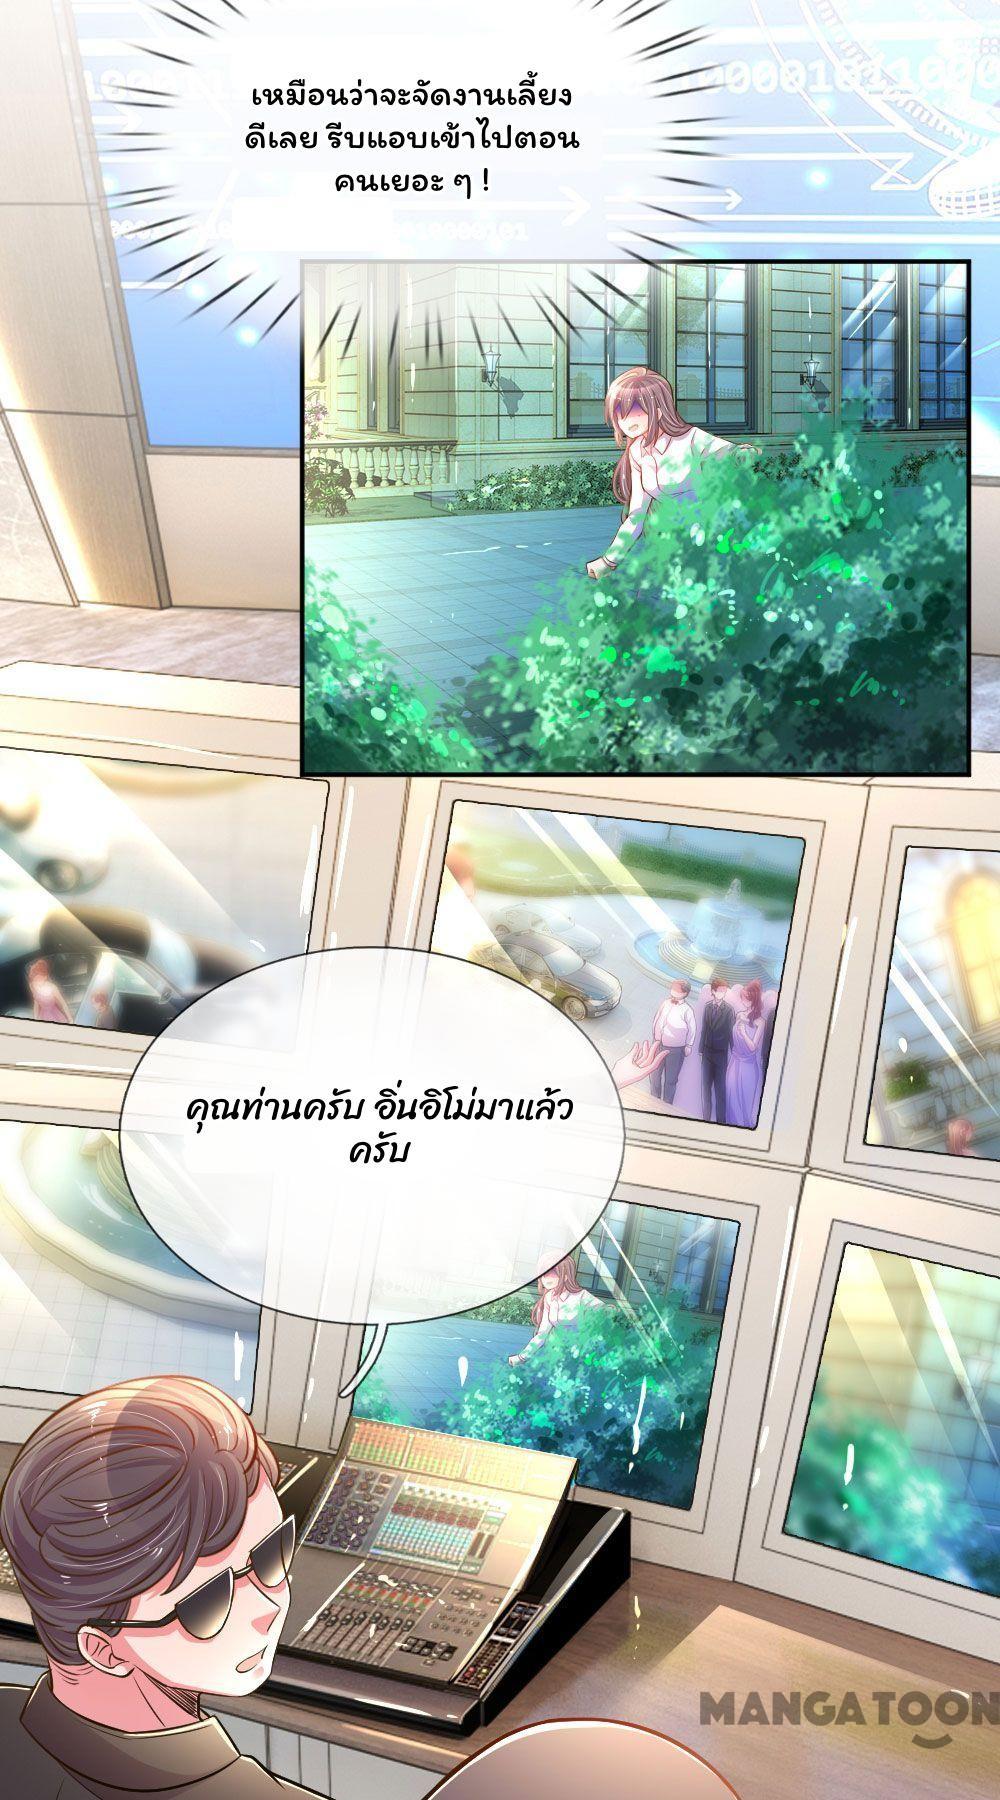 เหมือนว่าจะจัดงานเลี้ยง
ดีเลย รีบแอบเข้าไปตอน
คนเยอะ ๆ !
คุณท่านครับ อิ่นอิโม่มาแล้ว
ครับ
MANGATOON